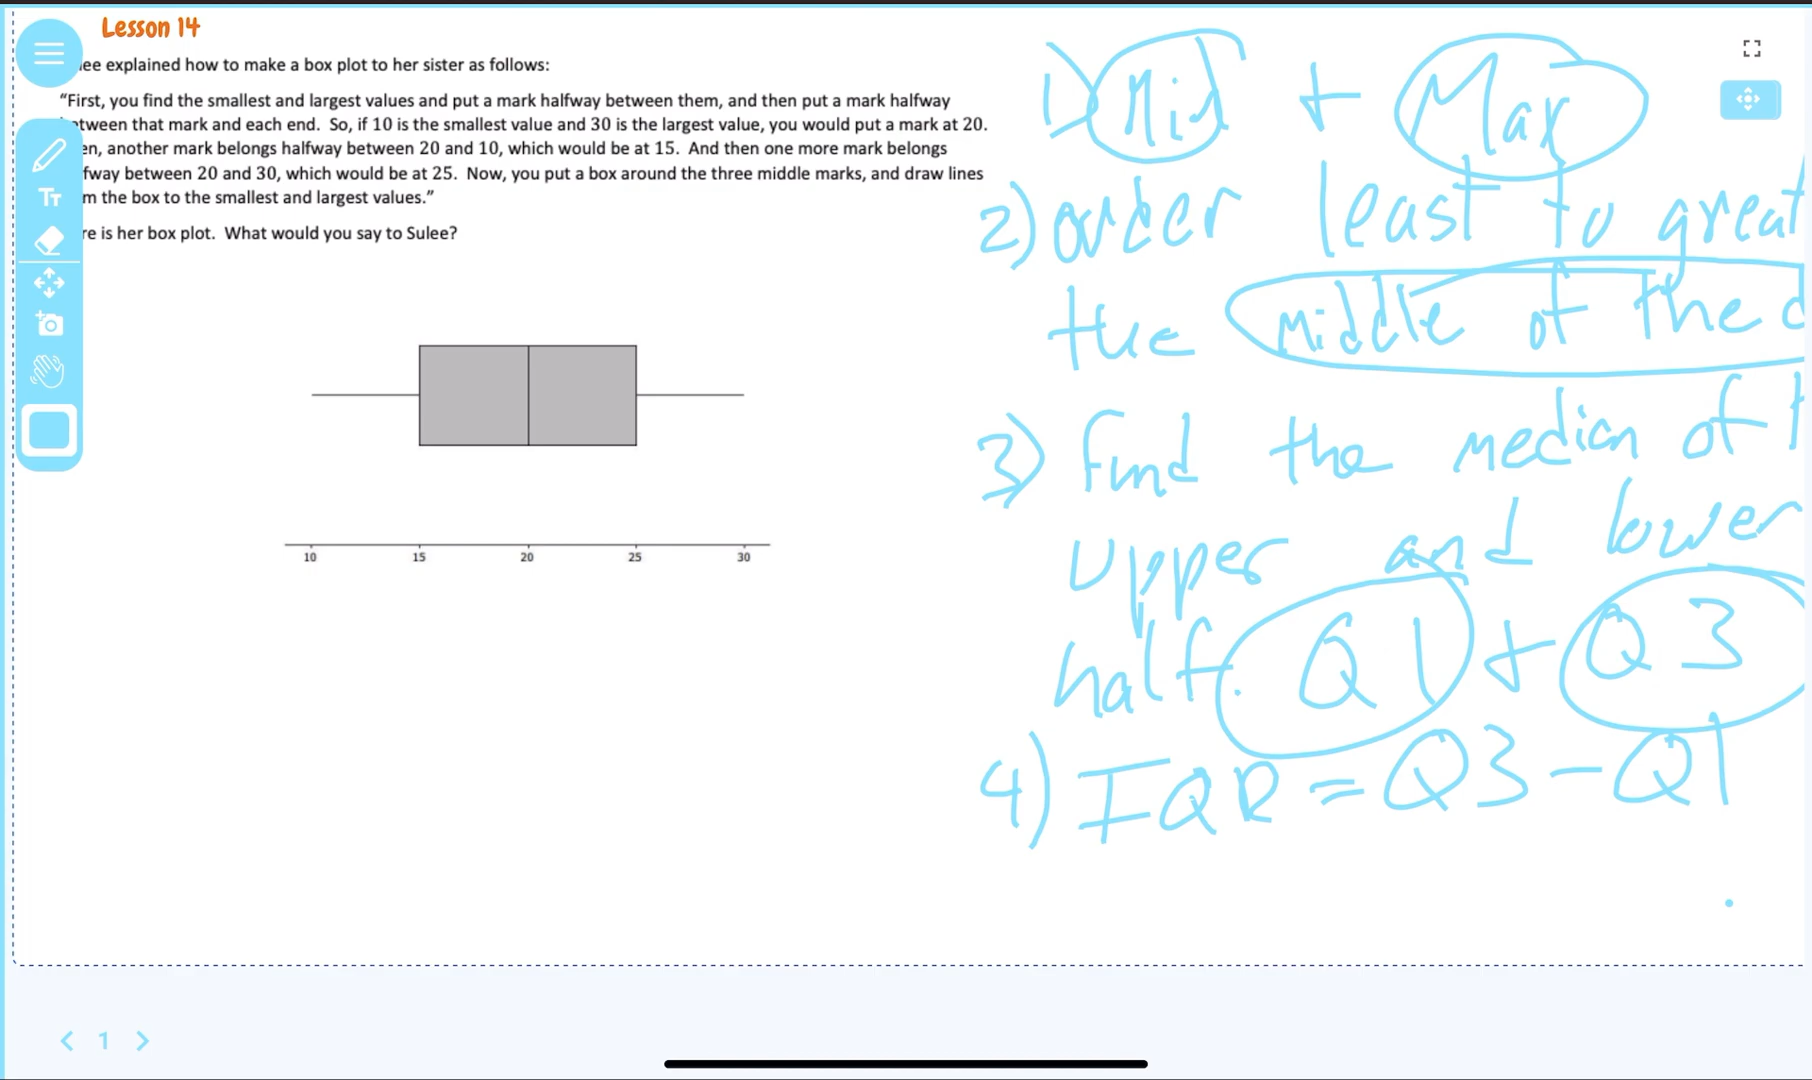 Lesson 14
ee explained how to make a box plot to her sister as follows:
“First, you find the smallest and largest values and put a mark halfway between them, and then put a mark halfway
tween that mark and each end. So, if 10 is the smallest value and 30 is the largest value, you would put a mark at 20.
en, another mark belongs halfway between 20 and 10, which would be at 15. And then one more mark belongs
fway between 20 and 30, which would be at 25. Now, you put a box around the three middle marks, and draw lines
m the box to the smallest and largest values.”
re is her box plot. What would you say to Sulee?
10 15 20 25 30
1) + Max
2) order least to great
the Middle of the
3) find the median of
upper and lower
half. Q1 + Q3
4) IQR = Q3 - Q1
TT
1